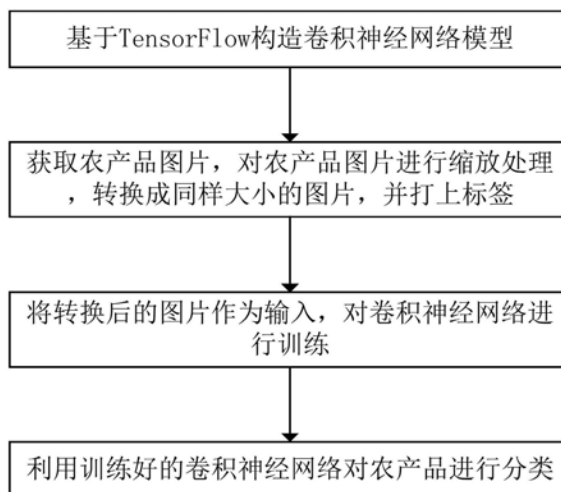 基于TensorFlow构造卷积神经网络模型
获取农产品图片，对农产品图片进行缩放处理
，转换成同样大小的图片，并打上标签
将转换后的图片作为输入，对卷积神经网络进
行训练
利用训练好的卷积神经网络对农产品进行分类